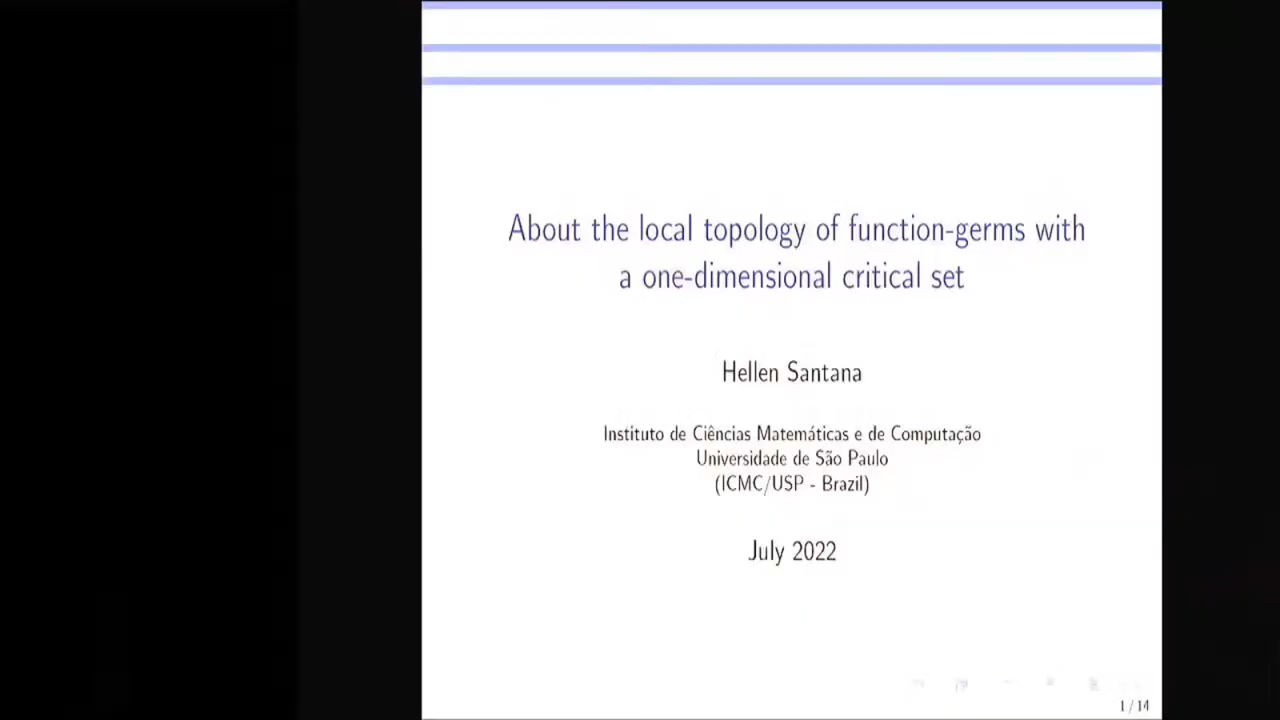 About the local topology of function-germs with
a one-dimensional critical set
Hellen Santana
Instituto de Ciências Matemáticas e de Computação
Universidade de São Paulo
(ICMC/USP - Brazil)
July 2022
1 / 14